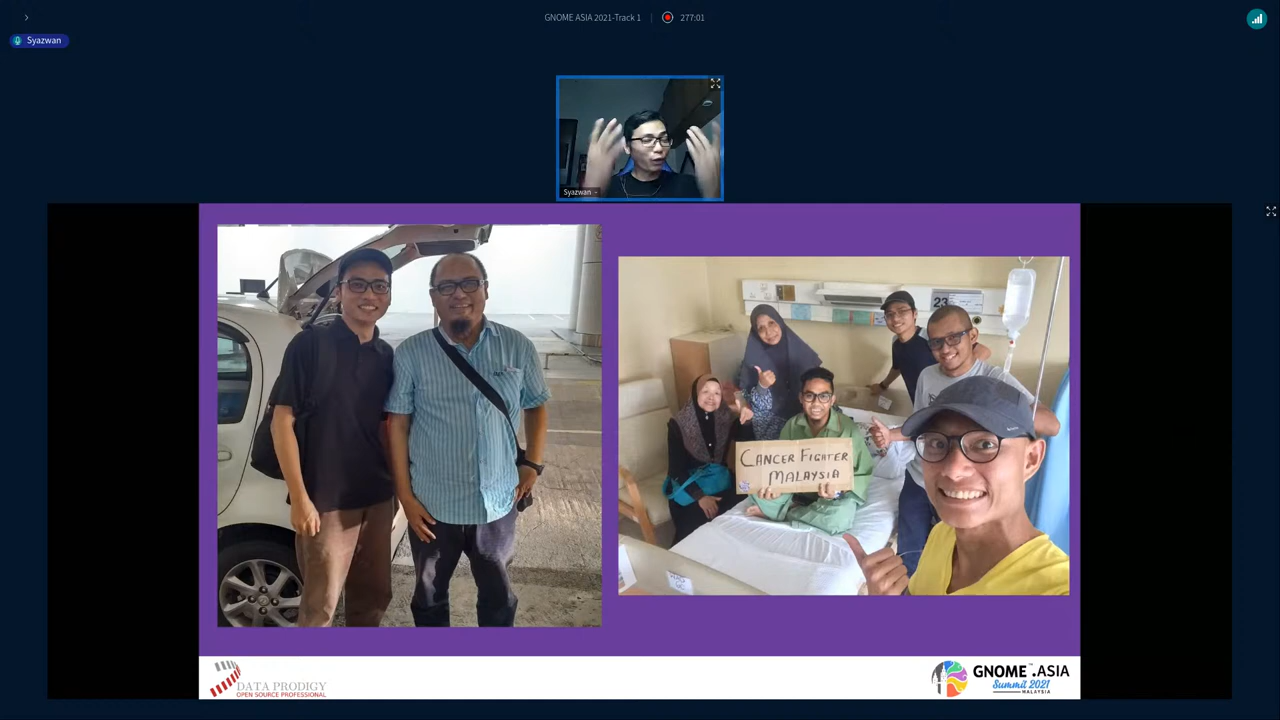 GNOME ASIA 2021-Track 1
277:01
Syazwan
Syazwan
23
CANCER FIGHTER
MALAYSIA
DATA PRODIGY
OPEN SOURCE PROFESSIONAL
GNOME™.ASIA
Summit 2021
MALAYSIA